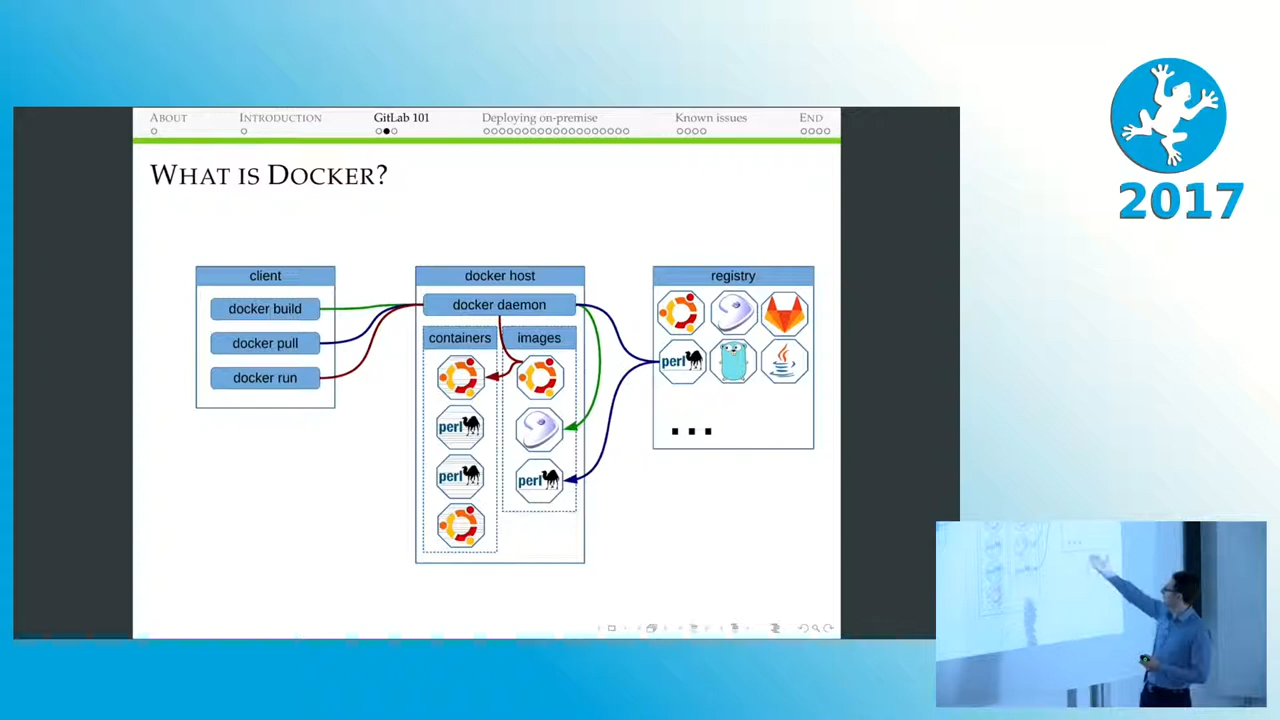 ABOUT INTRODUCTION GitLab 101 Deploying on-premise Known issues END
WHAT IS DOCKER?
client
docker build
docker pull
docker run
docker host
docker daemon
containers images
perl
perl
perl
registry
perl
...
2017